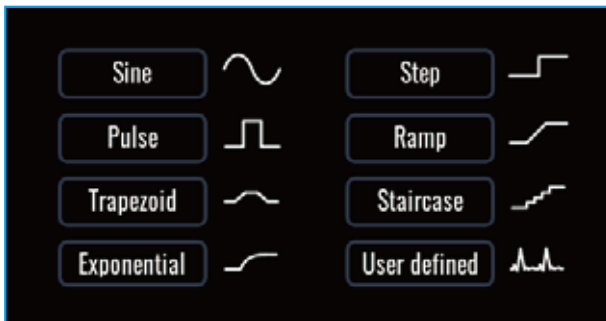 Sine
Step
Pulse
Ramp
Trapezoid
Staircase
Exponential
User defined